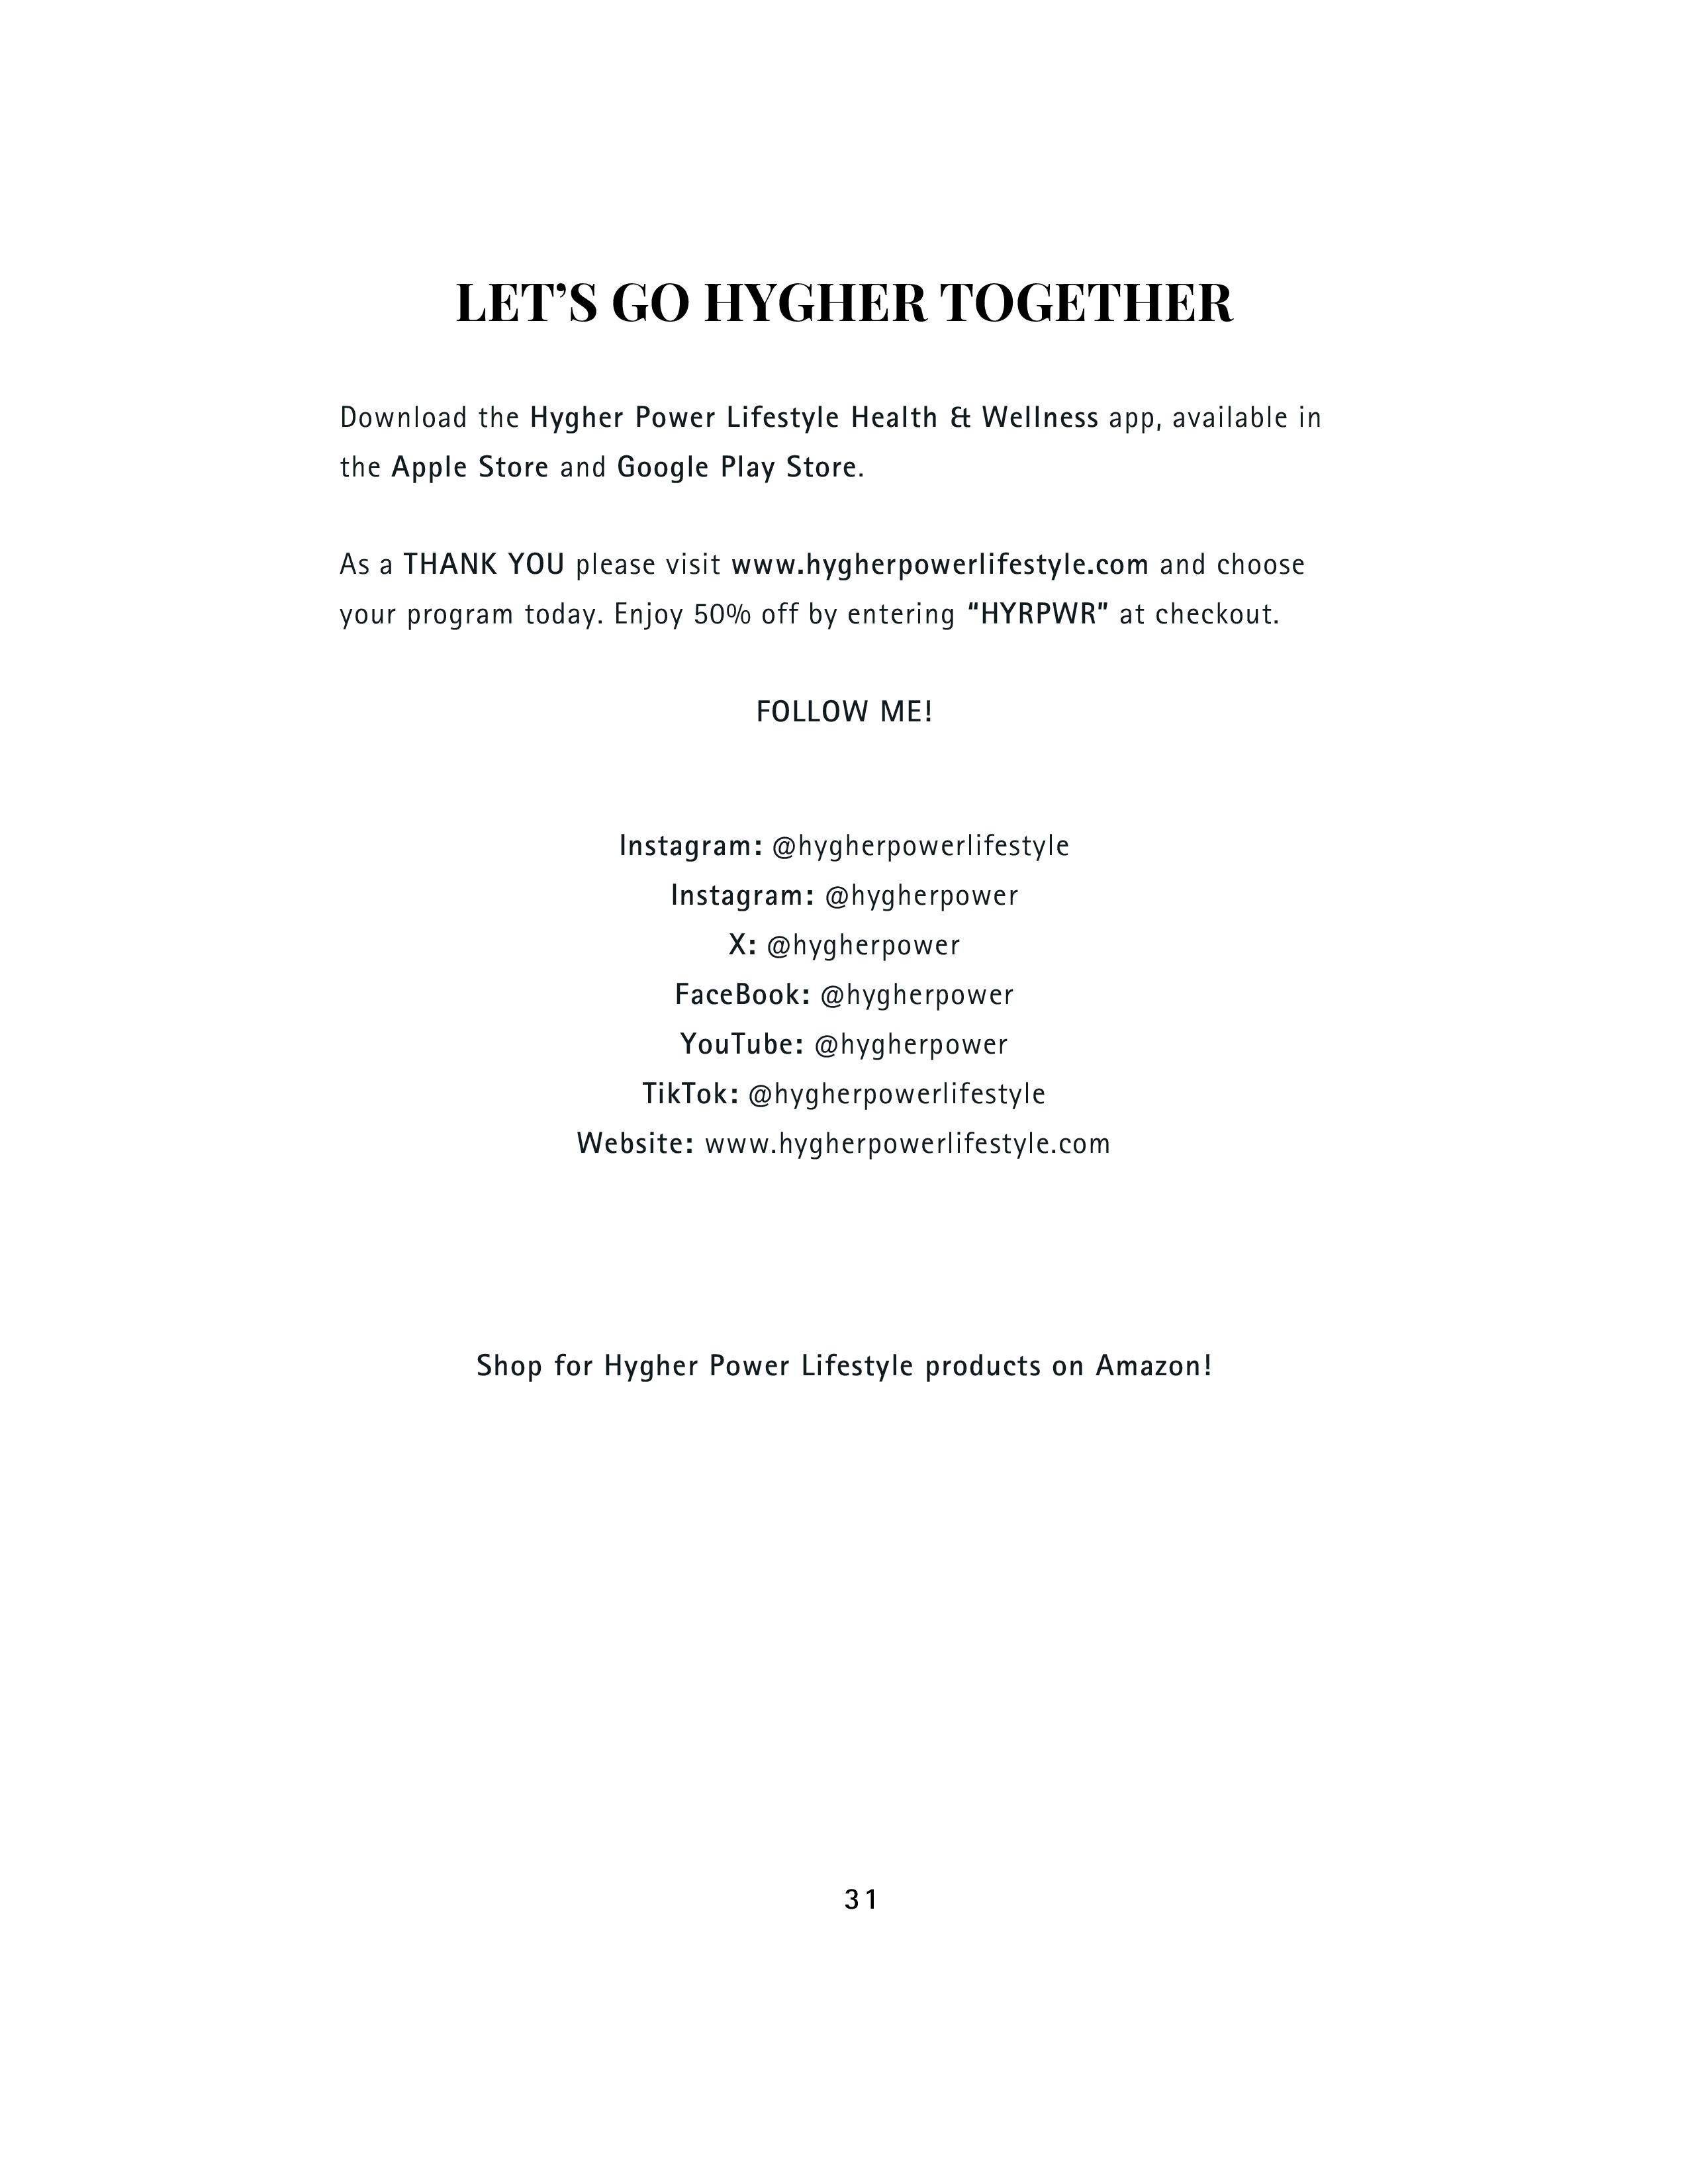 LET’S GO HYGHER TOGETHER
Download the Hygher Power Lifestyle Health & Wellness app, available in
the Apple Store and Google Play Store.
As a THANK YOU please visit www.hygherpowerlifestyle.com and choose
your program today. Enjoy 50% off by entering “HYRPWR” at checkout.
FOLLOW ME!
Instagram: @hygherpowerlifestyle
Instagram: @hygherpower
X: @hygherpower
FaceBook: @hygherpower
YouTube: @hygherpower
TikTok: @hygherpowerlifestyle
Website: www.hygherpowerlifestyle.com
Shop for Hygher Power Lifestyle products on Amazon!
31